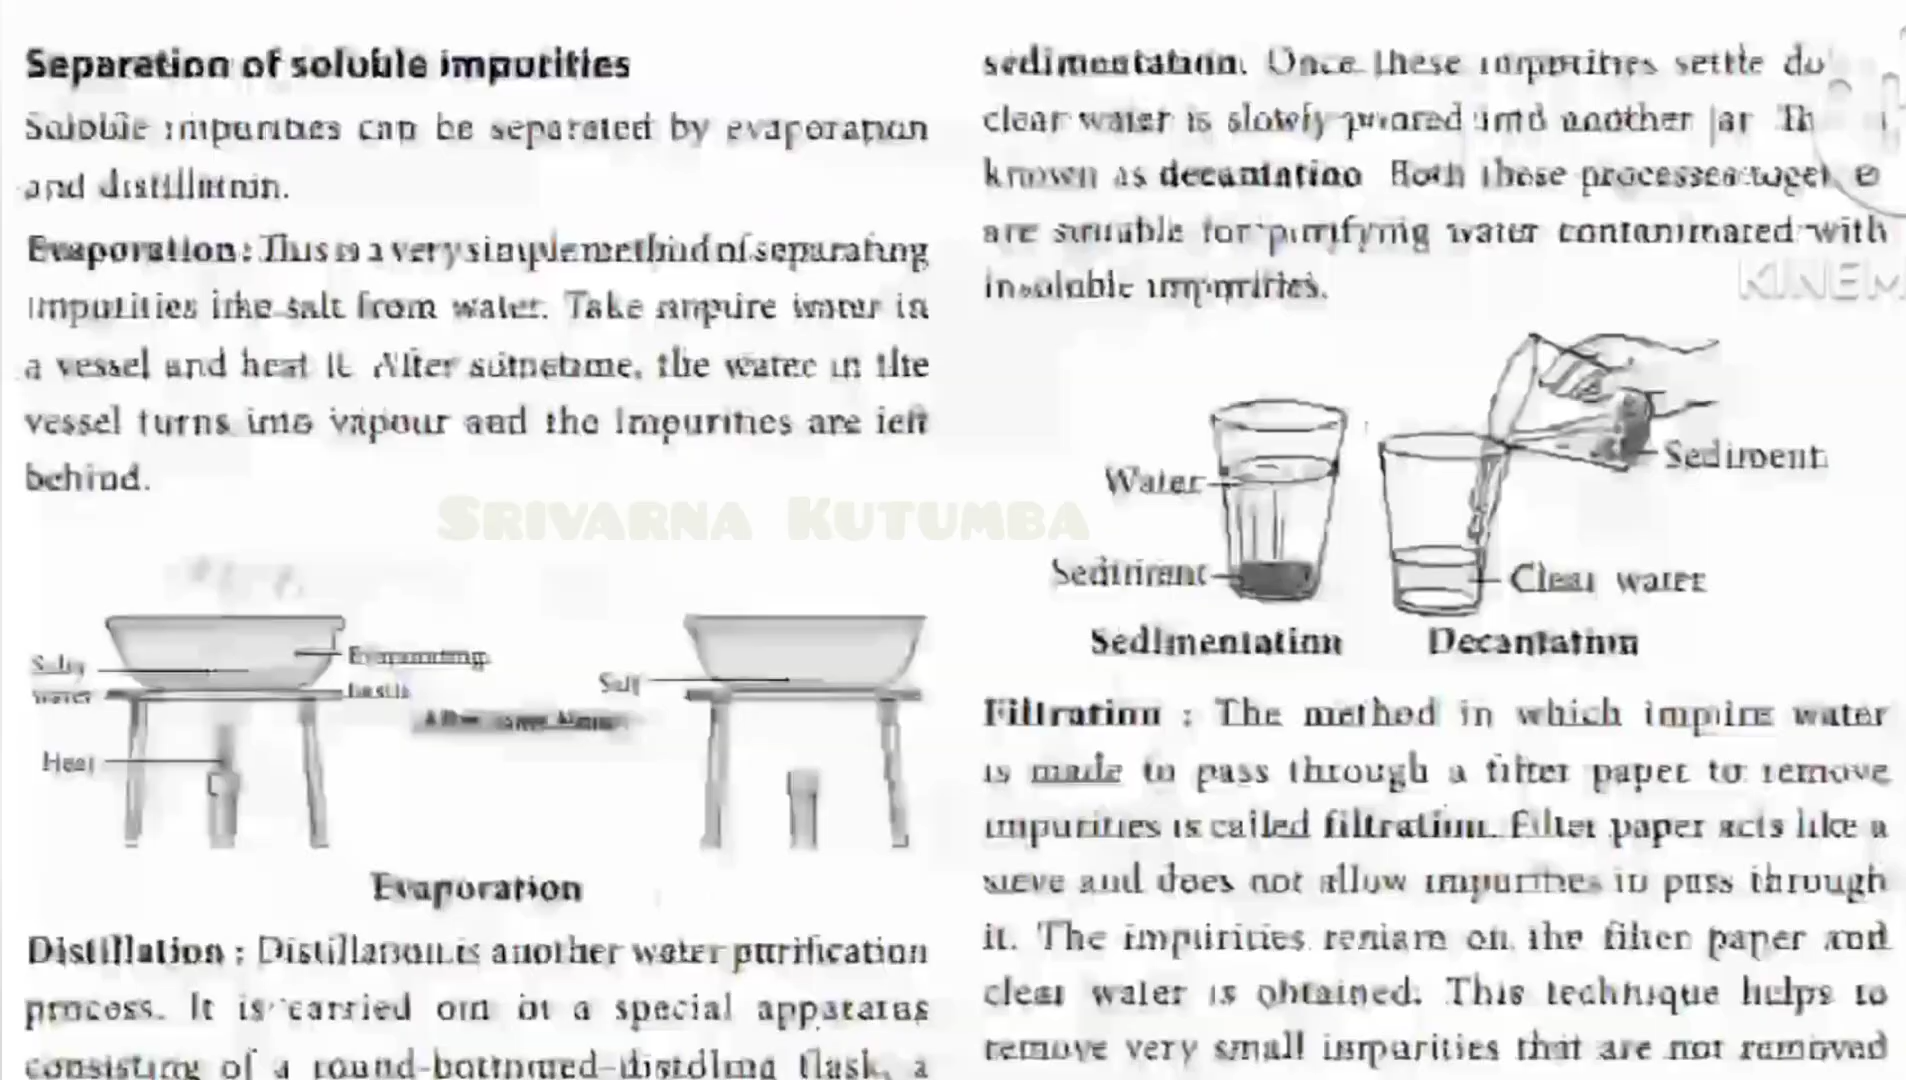 Separation of soluble impurities
Soluble impurities can be separated by evaporation
and distillation.
Evaporation : This is a very simple method of separating
impurities like salt from water. Take impure water in
a vessel and heat it. After sometime, the water in the
vessel turns into vapour and the impurities are left
behind.
Salty
water
Evaporating
basin
Heat
After some time
Salt
Evaporation
Distillation : Distillation is another water purification
process. It is carried out in a special apparatus
consisting of a round-bottomed distilling flask, a
sedimentation. Once these impurities settle
clear water is slowly poured into another jar
known as decantation Both these processes
are suitable for purifying water contaminated with
insoluble impurities.
KINEM
Water
Sediment
Sediment
Clear water
Sedimentation
Decantation
Filtration : The method in which impure water
is made to pass through a filter paper to remove
impurities is called filtration. Filter paper acts like a
sieve and does not allow impurities to pass through
it. The impurities remain on the filter paper and
clear water is obtained. This technique helps to
remove very small impurities that are not removed
SRIVARNA KUTUMBA